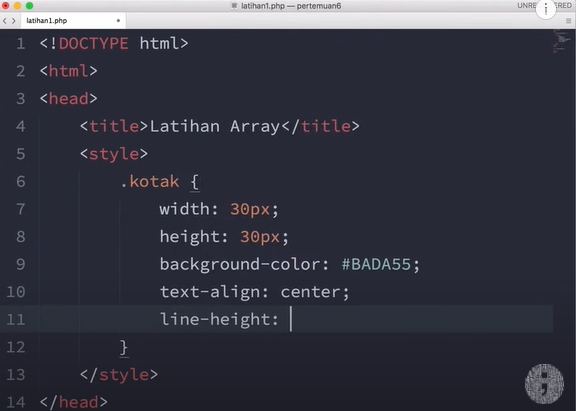 latihan1.php — pertemuan6
latihan1.php
1 <!DOCTYPE html>
2 <html>
3 <head>
4 <title>Latihan Array</title>
5 <style>
6 .kotak {
7 width: 30px;
8 height: 30px;
9 background-color: #BADA55;
10 text-align: center;
11 line-height:
12 }
13 </style>
14 </head>